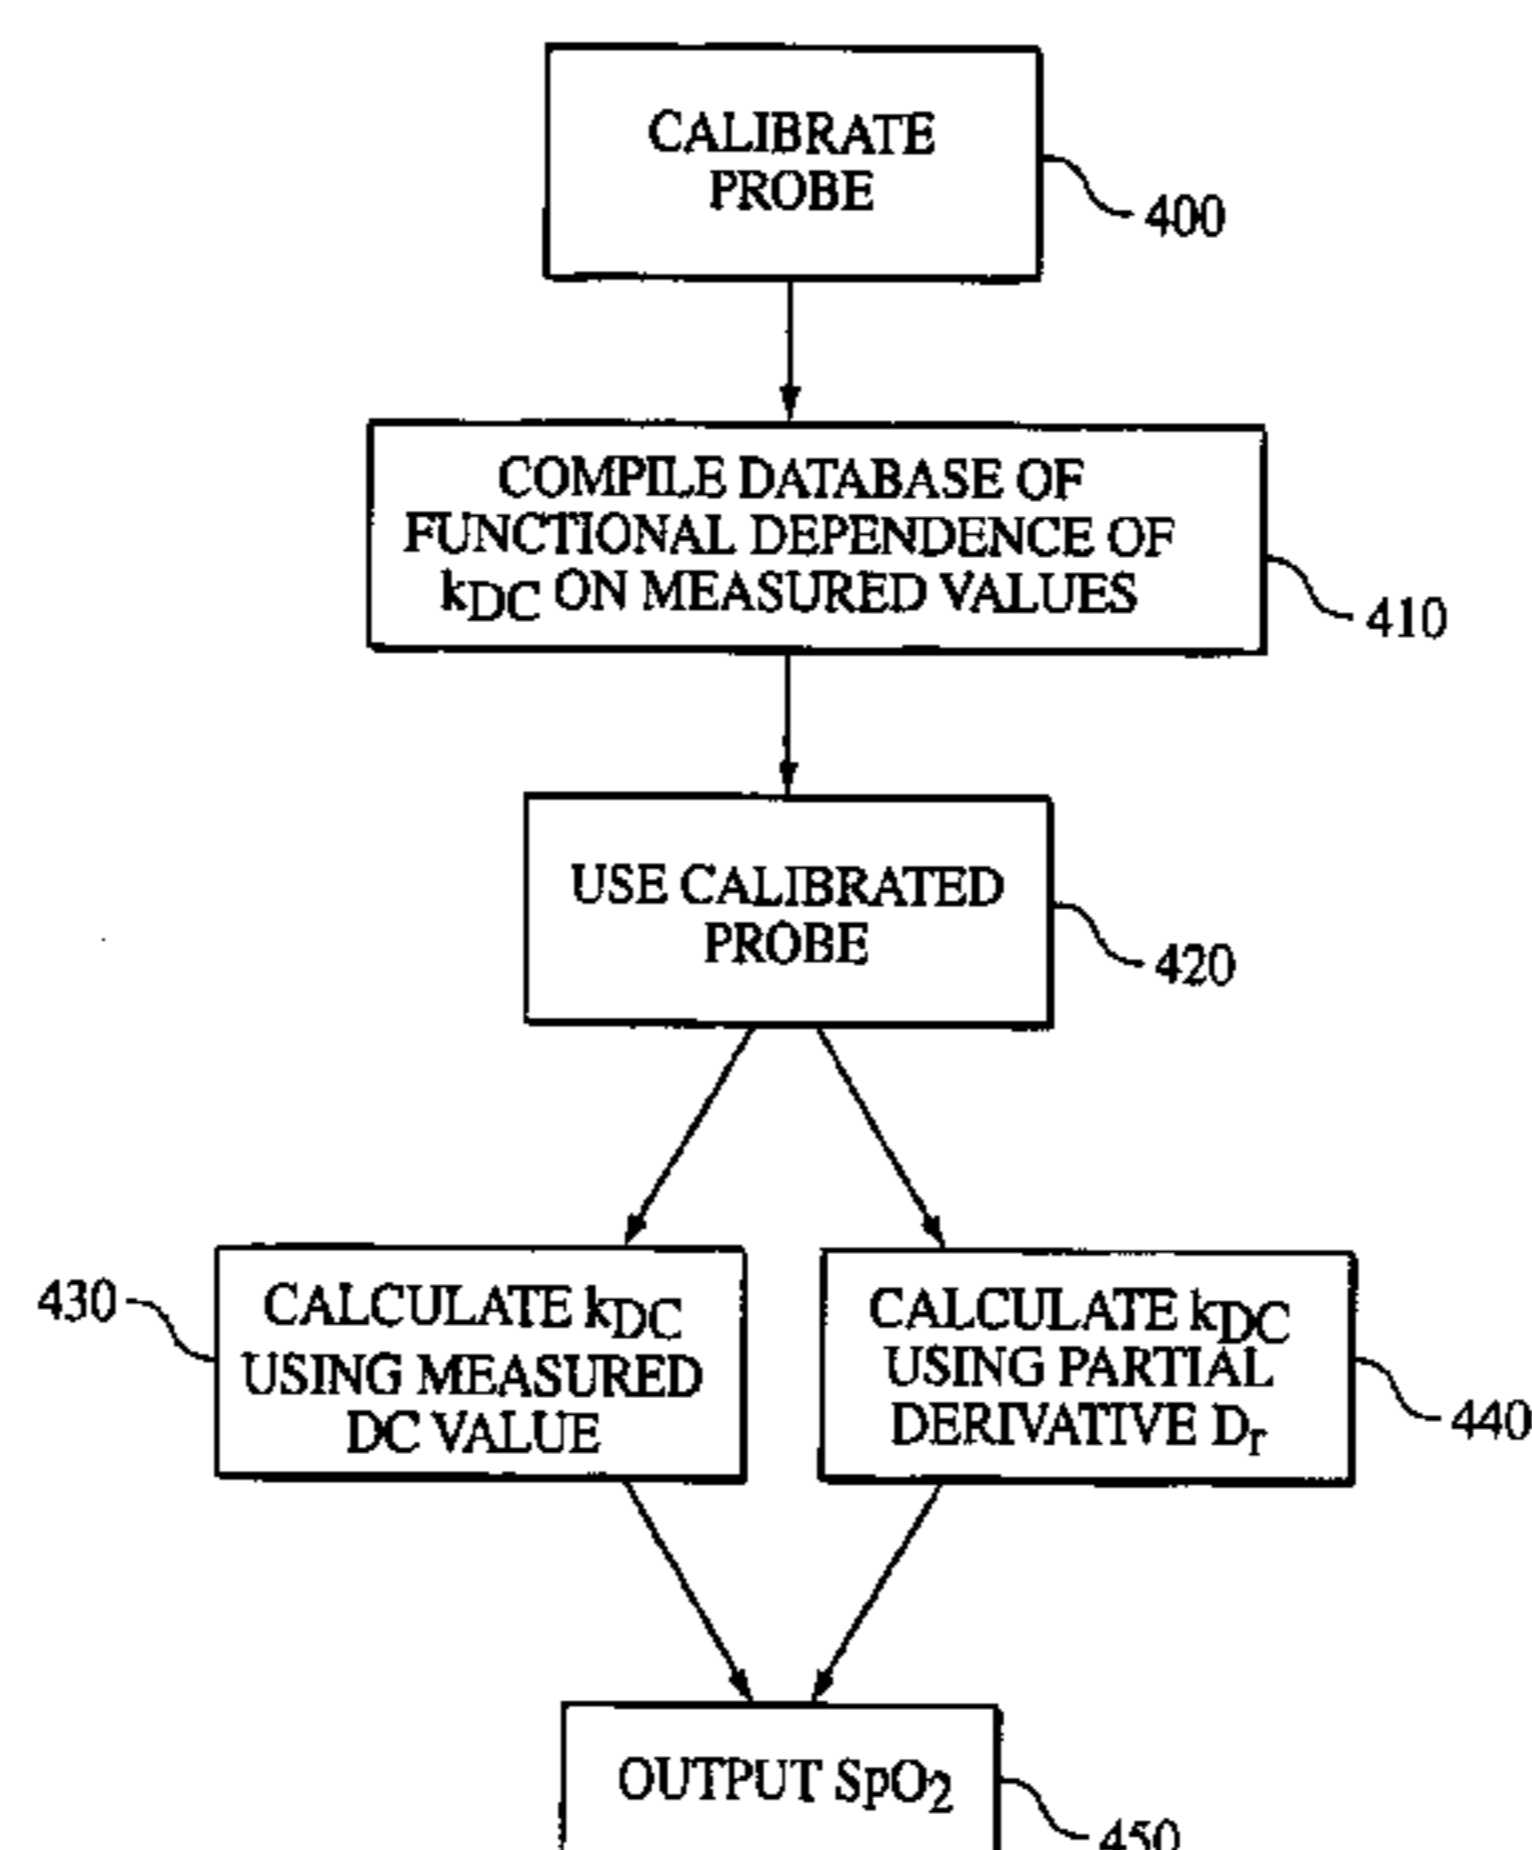 CALIBRATE
PROBE
400
COMPILE DATABASE OF
FUNCTIONAL DEPENDENCE OF
kDC ON MEASURED VALUES
410
USE CALIBRATED
PROBE
420
430
CALCULATE kDC
USING MEASURED
DC VALUE
CALCULATE kDC
USING PARTIAL
DERIVATIVE Dr
440
OUTPUT SpO2
450